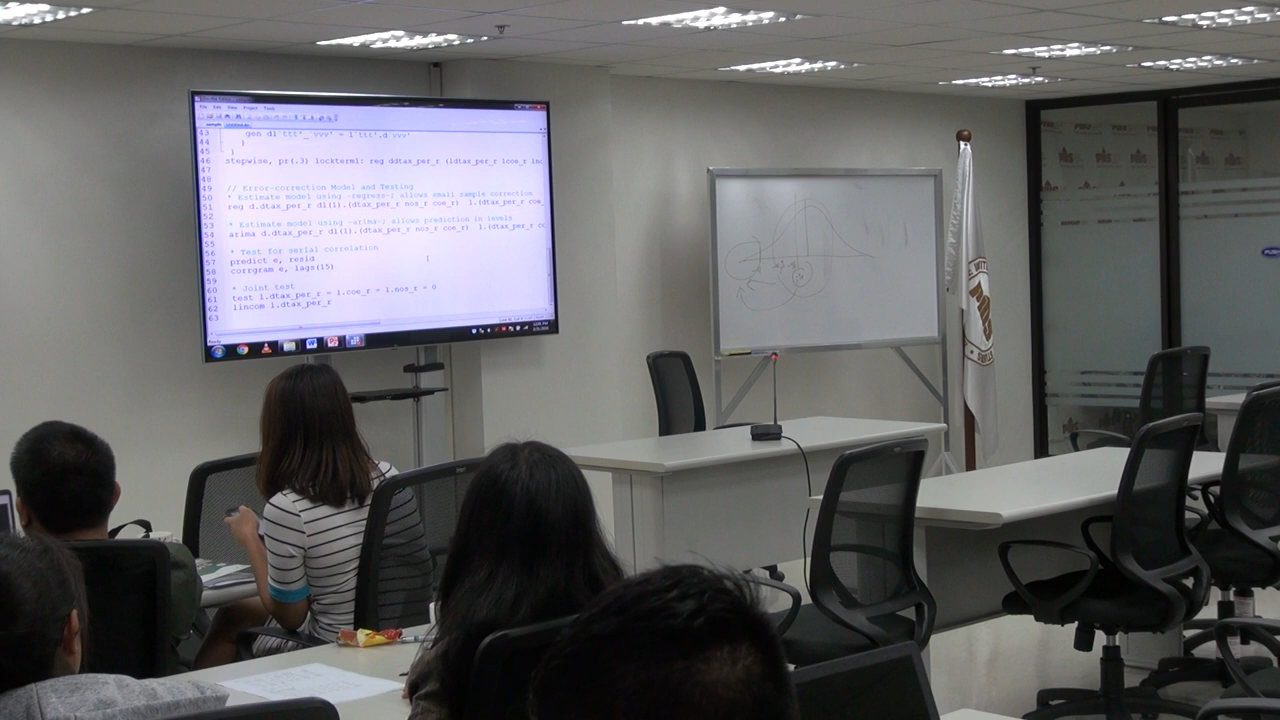 File Edit View Project Tools
43 gen dl`ttt'_`vvv' = l`ttt'.d`vvv'
44 }
45 }
46 stepwise, pr(.3) lockterm1: reg ddtax_per_r (ldtax_per_r lcoe_r
47
48
49 // Error-correction Model and Testing
50 * Estimate model using -regress-; allows small sample correction
51 reg d.dtax_per_r dl(1).(dtax_per_r nos_r coe_r) l.(dtax_per_r coe_
52
53 * Estimate model using -arima-; allows prediction in levels
54 arima d.dtax_per_r dl(1).(dtax_per_r nos_r coe_r) l.(dtax_per_r
55
56 * Test for serial correlation
57 predict e, resid
58 corrgram e, lags(15)
59
60 * Joint test
61 test l.dtax_per_r = l.coe_r = l.nos_r = 0
62 lincom l.dtax_per_r
63
Ready